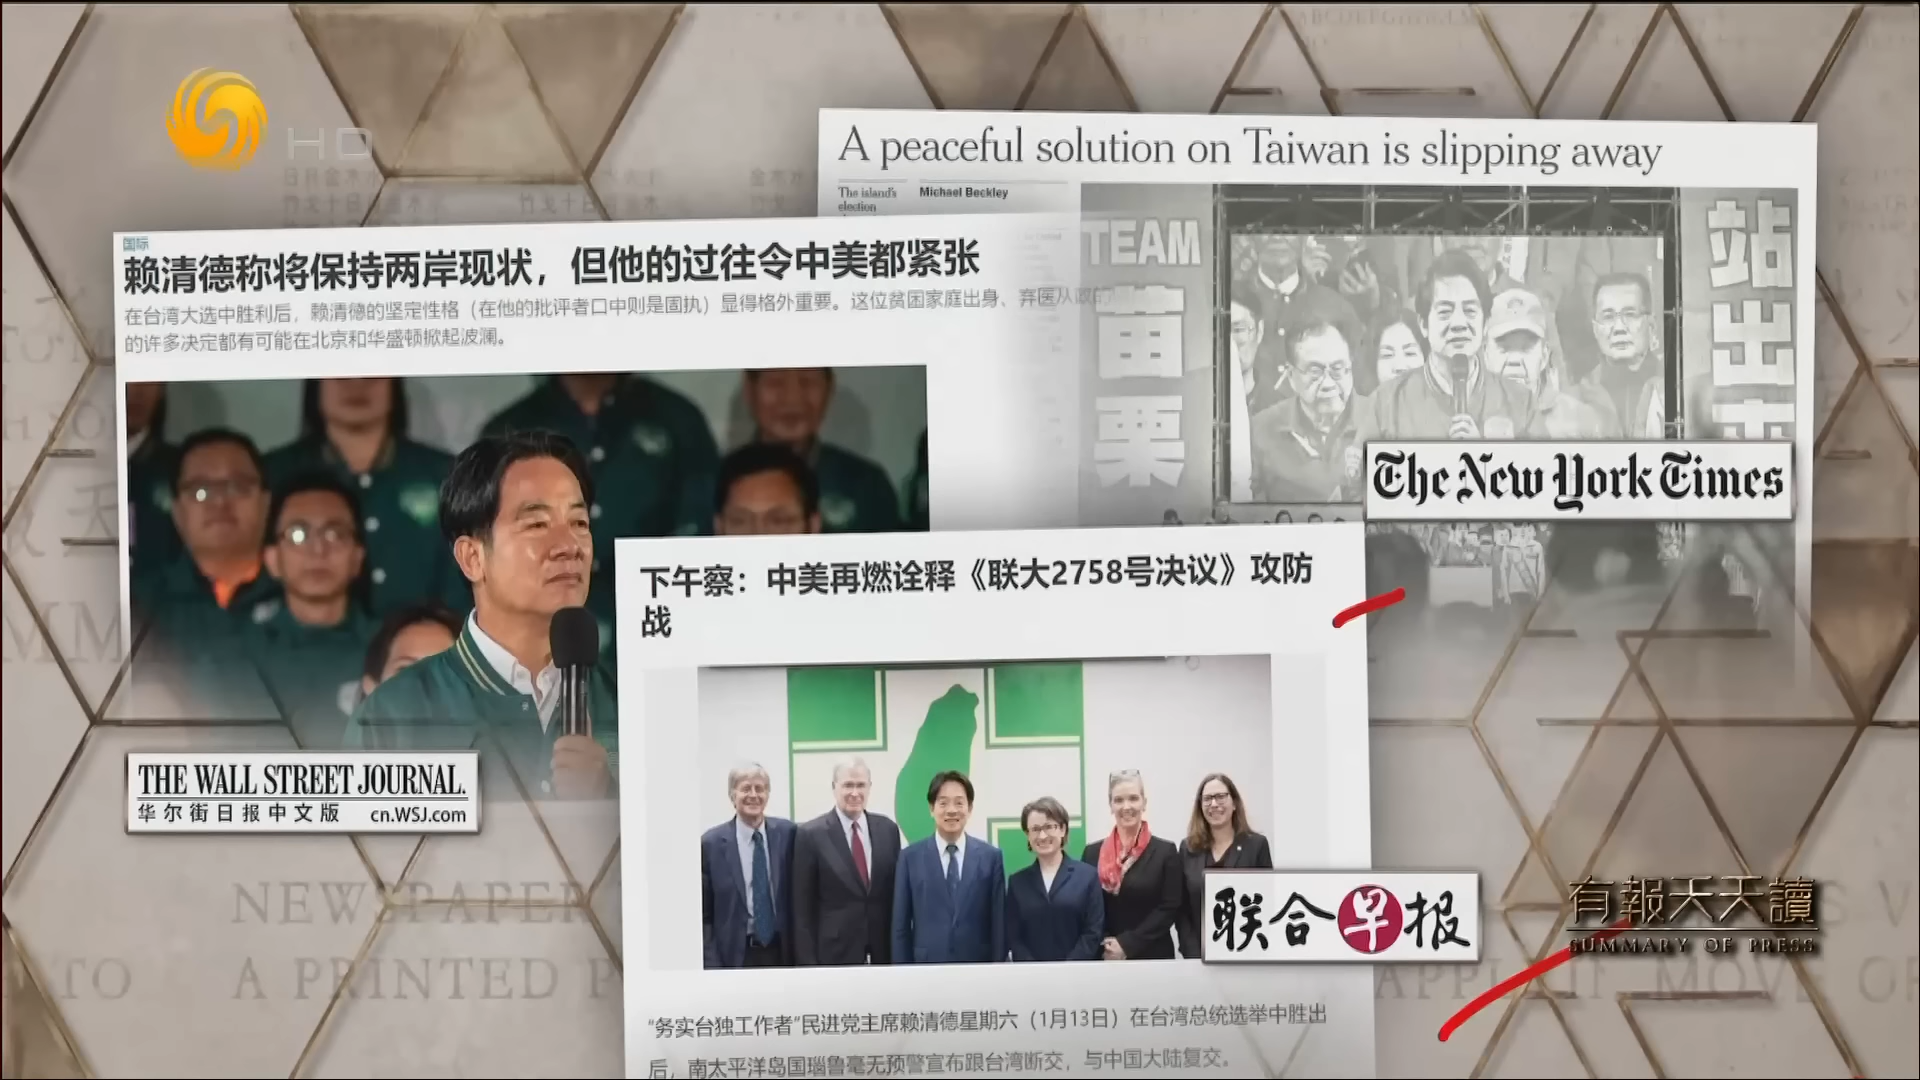 HD
A peaceful solution on Taiwan is slipping away
The island's
election
Michael Beckley
TEAM
苗
栗
站
出
The New York Times
国际
赖清德称将保持两岸现状，但他的过往令中美都紧张
在台湾大选中胜利后，赖清德的坚定性格（在他的批评者口中则是固执）显得格外重要。这位贫困家庭出身、弃医从政的
的许多决定都有可能在北京和华盛顿掀起波澜。
THE WALL STREET JOURNAL.
华尔街日报中文版 cn.WSJ.com
下午察：中美再燃诠释《联大2758号决议》攻防
战
联合早报
“务实台独工作者”民进党主席赖清德星期六（1月13日）在台湾总统选举中胜出
后，南太平洋岛国瑙鲁毫无预警宣布跟台湾断交，与中国大陆复交。
有報天天讀
SUMMARY OF PRESS
NEWSPAPER
TO
A PRINTED P
MOVE OF